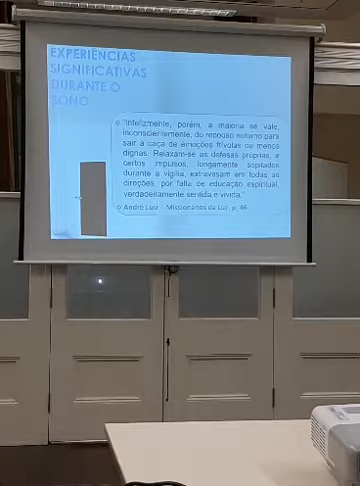 EXPERIÊNCIAS
SIGNIFICATIVAS
DURANTE O
SONO
"Infelizmente, porém, a maioria se vale,
inconscientemente, do repouso noturno para
sair à caça de emoções frívolas ou menos
dignas. Relaxam-se as defesas próprias, e
certos impulsos, longamente sopitados
durante a vigília, extravasam em todas as
direções, por falta de educação espiritual,
verdadeiramente sentida e vivida."
André Luiz - Missionários da Luz, p. 46